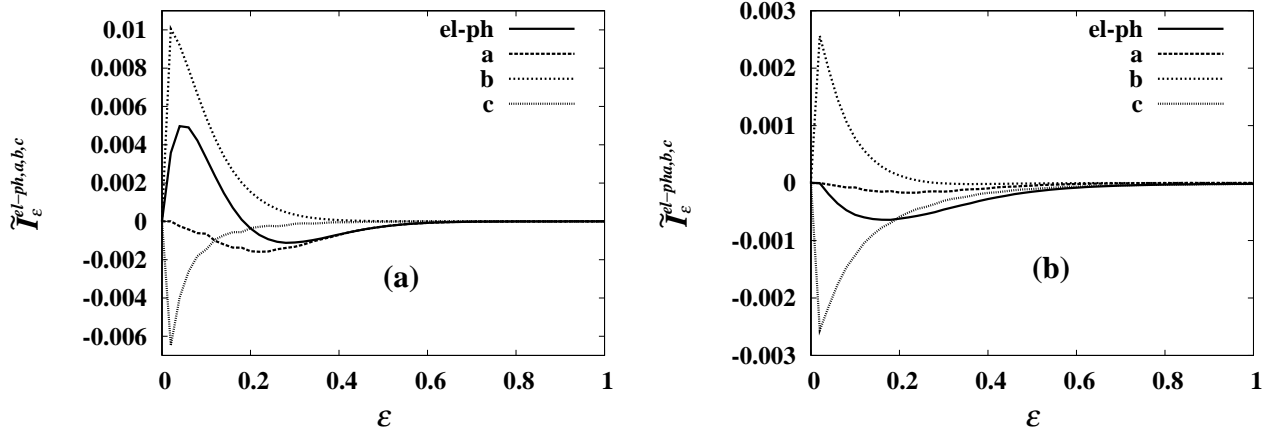 0.01
0.008
0.006
0.004
0.002
0
-0.002
-0.004
-0.006
Ĩ_ε^{el–ph,a,b,c}
el-ph
a
b
c
(a)
0 0.2 0.4 0.6 0.8 1
ε
0.003
0.002
0.001
0
-0.001
-0.002
-0.003
Ĩ_ε^{el–pha,b,c}
el-ph
a
b
c
(b)
0 0.2 0.4 0.6 0.8 1
ε